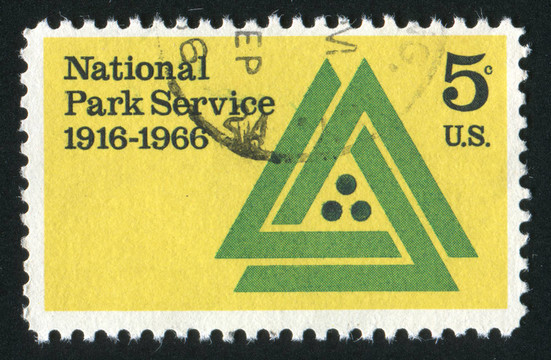 National
Park Service
1916-1966
5c
U.S.